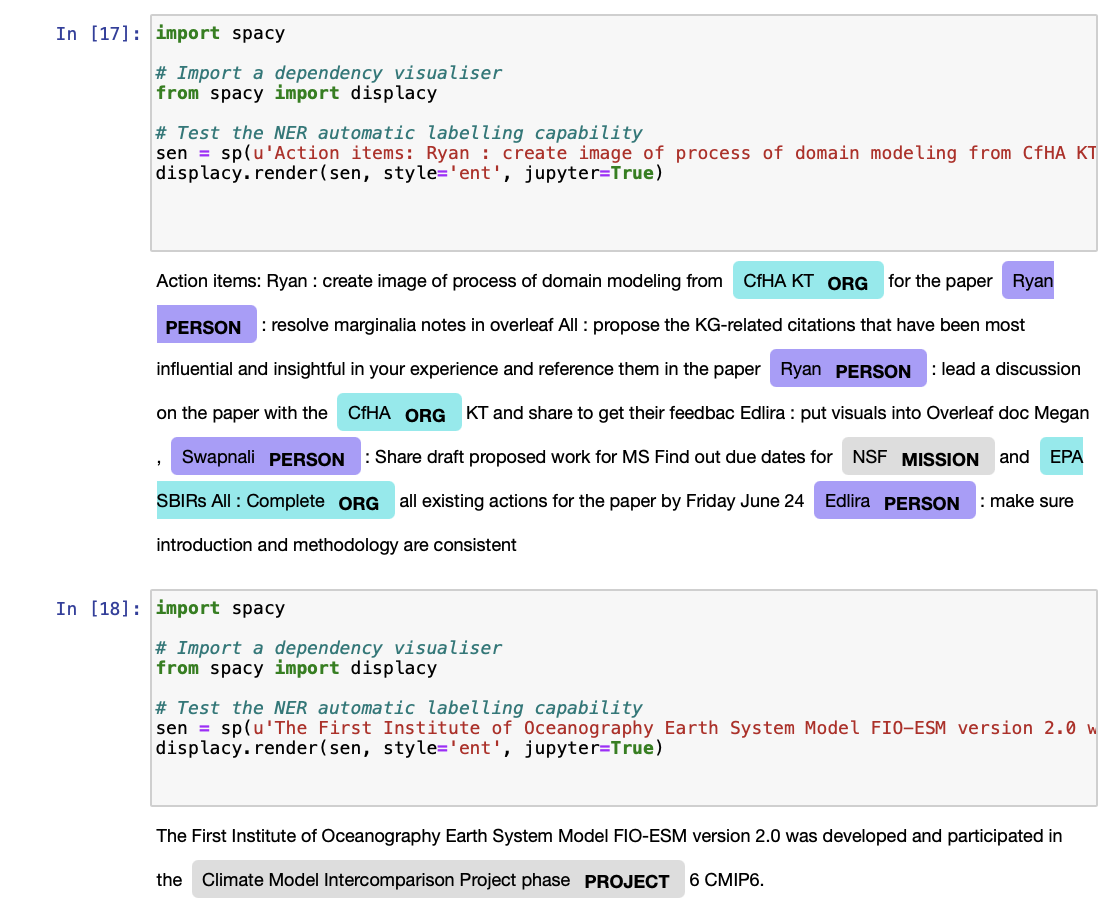 In [17]: import spacy
# Import a dependency visualiser
from spacy import displacy
# Test the NER automatic labelling capability
sen = sp(u'Action items: Ryan : create image of process of domain modeling from CfHA KT
displacy.render(sen, style='ent', jupyter=True)
Action items: Ryan : create image of process of domain modeling from CfHA KT ORG for the paper Ryan
PERSON : resolve marginalia notes in overleaf All : propose the KG-related citations that have been most
influential and insightful in your experience and reference them in the paper Ryan PERSON : lead a discussion
on the paper with the CfHA ORG KT and share to get their feedbac Edlira : put visuals into Overleaf doc Megan
, Swapnali PERSON : Share draft proposed work for MS Find out due dates for NSF MISSION and EPA
SBIRs All : Complete ORG all existing actions for the paper by Friday June 24 Edlira PERSON : make sure
introduction and methodology are consistent
In [18]: import spacy
# Import a dependency visualiser
from spacy import displacy
# Test the NER automatic labelling capability
sen = sp(u'The First Institute of Oceanography Earth System Model FIO-ESM version 2.0 w
displacy.render(sen, style='ent', jupyter=True)
The First Institute of Oceanography Earth System Model FIO-ESM version 2.0 was developed and participated in
the Climate Model Intercomparison Project phase PROJECT 6 CMIP6.